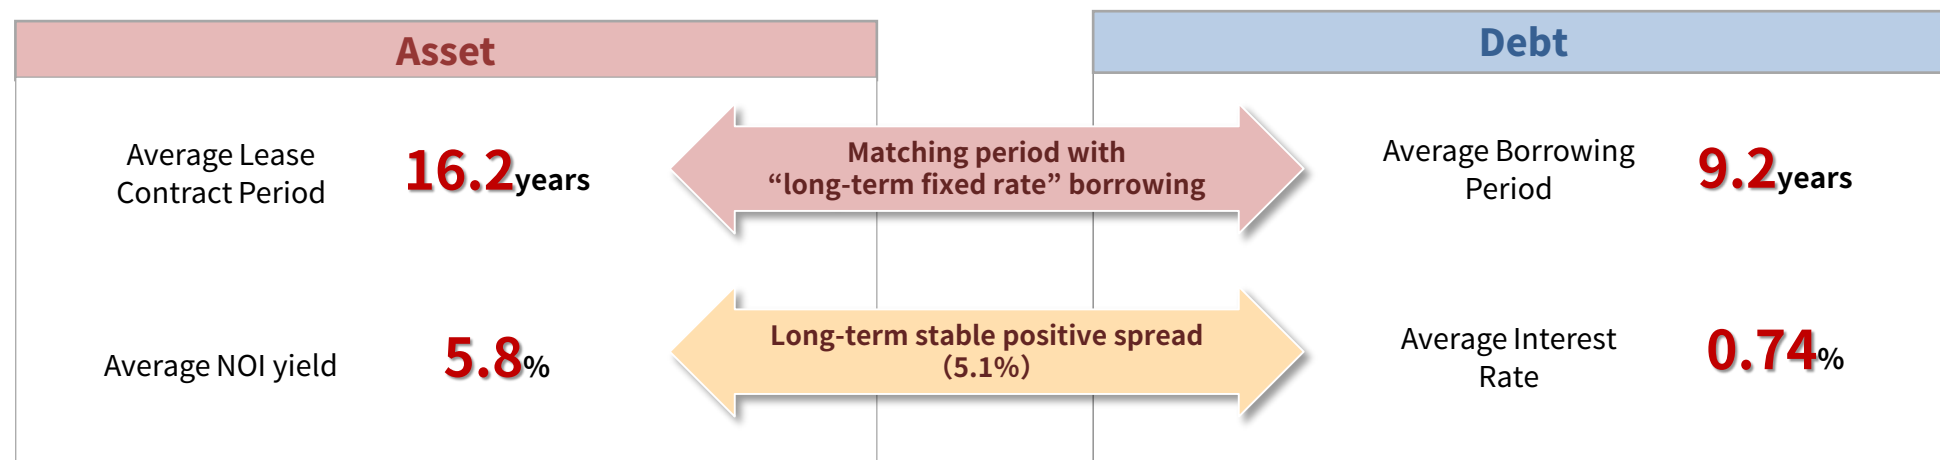 Asset
Debt
Average Lease
Contract Period
16.2years
Matching period with
“long-term fixed rate” borrowing
Average Borrowing
Period
9.2years
Average NOI yield
5.8%
Long-term stable positive spread
(5.1%)
Average Interest
Rate
0.74%